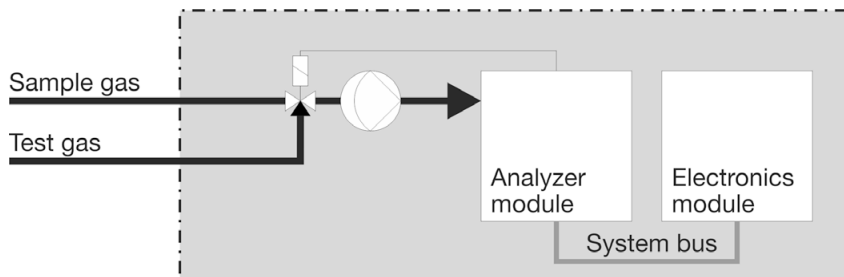 Sample gas
Test gas
Analyzer
module
Electronics
module
System bus